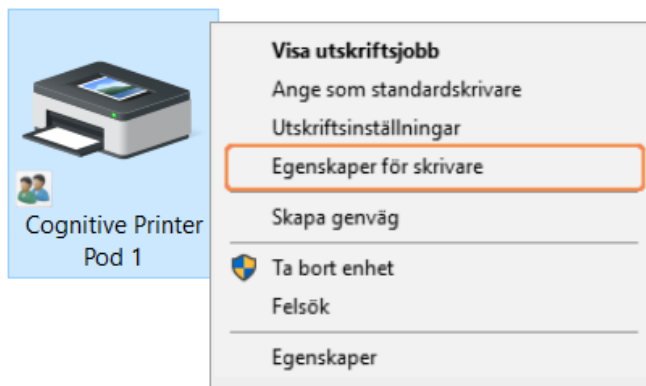 Visa utskriftsjobb
Ange som standardskrivare
Utskriftsinställningar
Egenskaper för skrivare
Cognitive Printer
Pod 1
Skapa genväg
Ta bort enhet
Felsök
Egenskaper